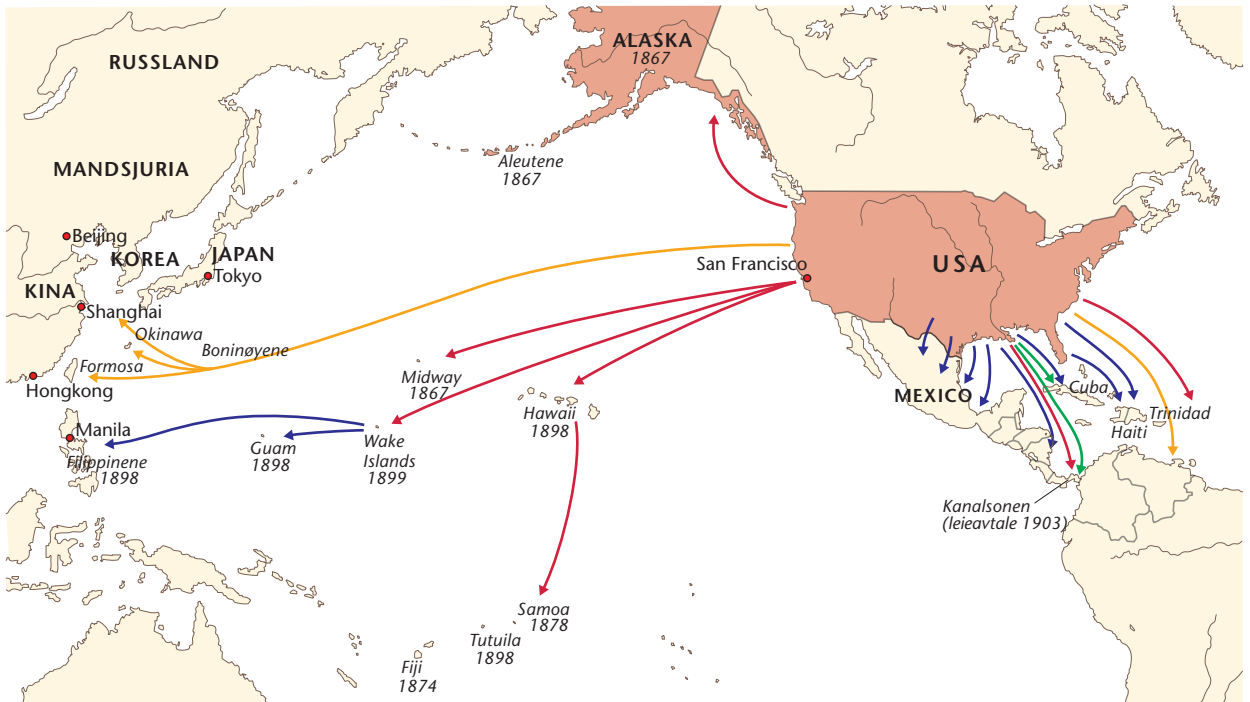 ALASKA
1867
RUSSLAND
Aleutene
1867
MANDSJURIA
Beijing
KOREA
JAPAN
Tokyo
San Francisco
USA
KINA
Shanghai
Okinawa
Boninøyene
Formosa
Hongkong
Midway
1867
MEXICO
Cuba
Hawaii
1898
Trinidad
Haiti
Manila
Filippinene
1898
Guam
1898
Wake
Islands
1899
Kanalsonen
(leieavtale 1903)
Samoa
1878
Tutuila
1898
Fiji
1874